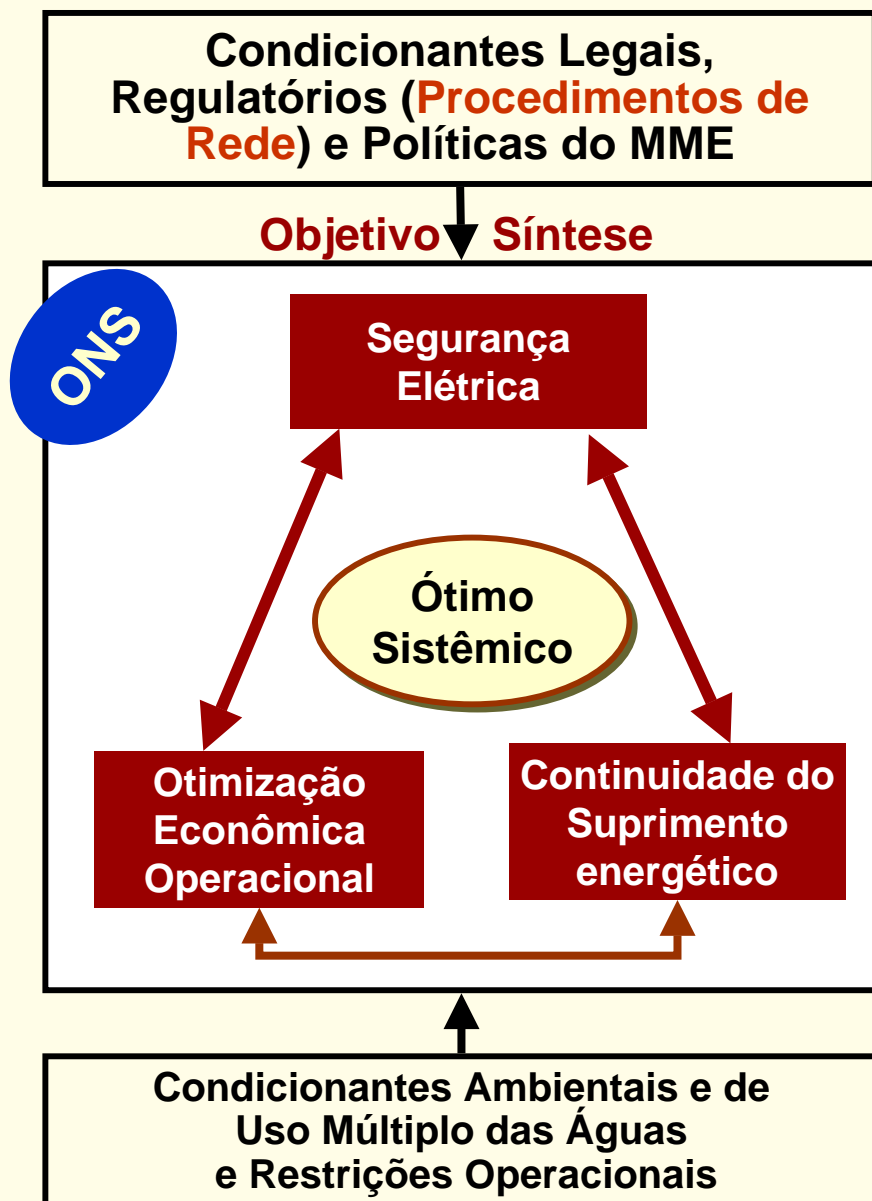 Condicionantes Legais,
Regulatórios (Procedimentos de
Rede) e Políticas do MME
Objetivo Síntese
ONS
Segurança
Elétrica
Ótimo
Sistêmico
Otimização
Econômica
Operacional
Continuidade do
Suprimento
energético
Condicionantes Ambientais e de
Uso Múltiplo das Águas
e Restrições Operacionais